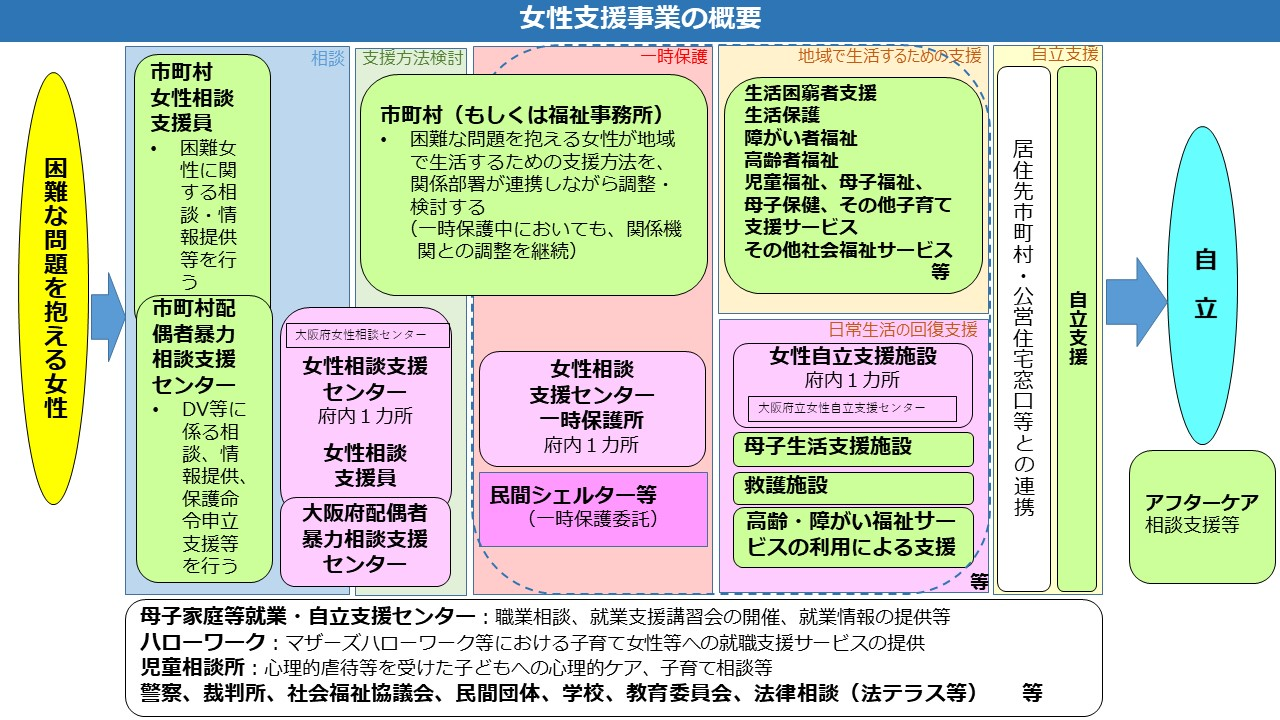 女性支援事業の概要
困難な問題を抱える女性
相談
市町村
女性相談
支援員
• 困難女
性に関
する相
談・情
報提供
等を行
う
市町村配
偶者暴力
相談支援
センター
• DV等に
係る相
談、情
報提供、
保護命
令申立
支援等
を行う
大阪府女性相談センター
女性相談支援
センター
府内１力所
女性相談
支援員
大阪府配偶者
暴力相談支援
センター
支援方法検討
市町村（もしくは福祉事務所）
• 困難な問題を抱える女性が地域
で生活するための支援方法を、
関係部署が連携しながら調整・
検討する
（一時保護中においても、関係機
関との調整を継続）
一時保護
女性相談
支援センター
一時保護所
府内１力所
民間シェルター等
（一時保護委託）
地域で生活するための支援
生活困窮者支援
生活保護
障がい者福祉
高齢者福祉
児童福祉、母子福祉、
母子保健、その他子育て
支援サービス
その他社会福祉サービス
等
日常生活の回復支援
女性自立支援施設
府内１力所
大阪府立女性自立支援センター
母子生活支援施設
救護施設
高齢・障がい福祉サー
ビスの利用による支援
等
自立支援
居住先市町村・公営住宅窓口等との連携
自立支援
自 立
アフターケア
相談支援等
母子家庭等就業・自立支援センター：職業相談、就業支援講習会の開催、就業情報の提供等
ハローワーク：マザーズハローワーク等における子育て女性等への就職支援サービスの提供
児童相談所：心理的虐待等を受けた子どもへの心理的ケア、子育て相談等
警察、裁判所、社会福祉協議会、民間団体、学校、教育委員会、法律相談（法テラス等）　　等